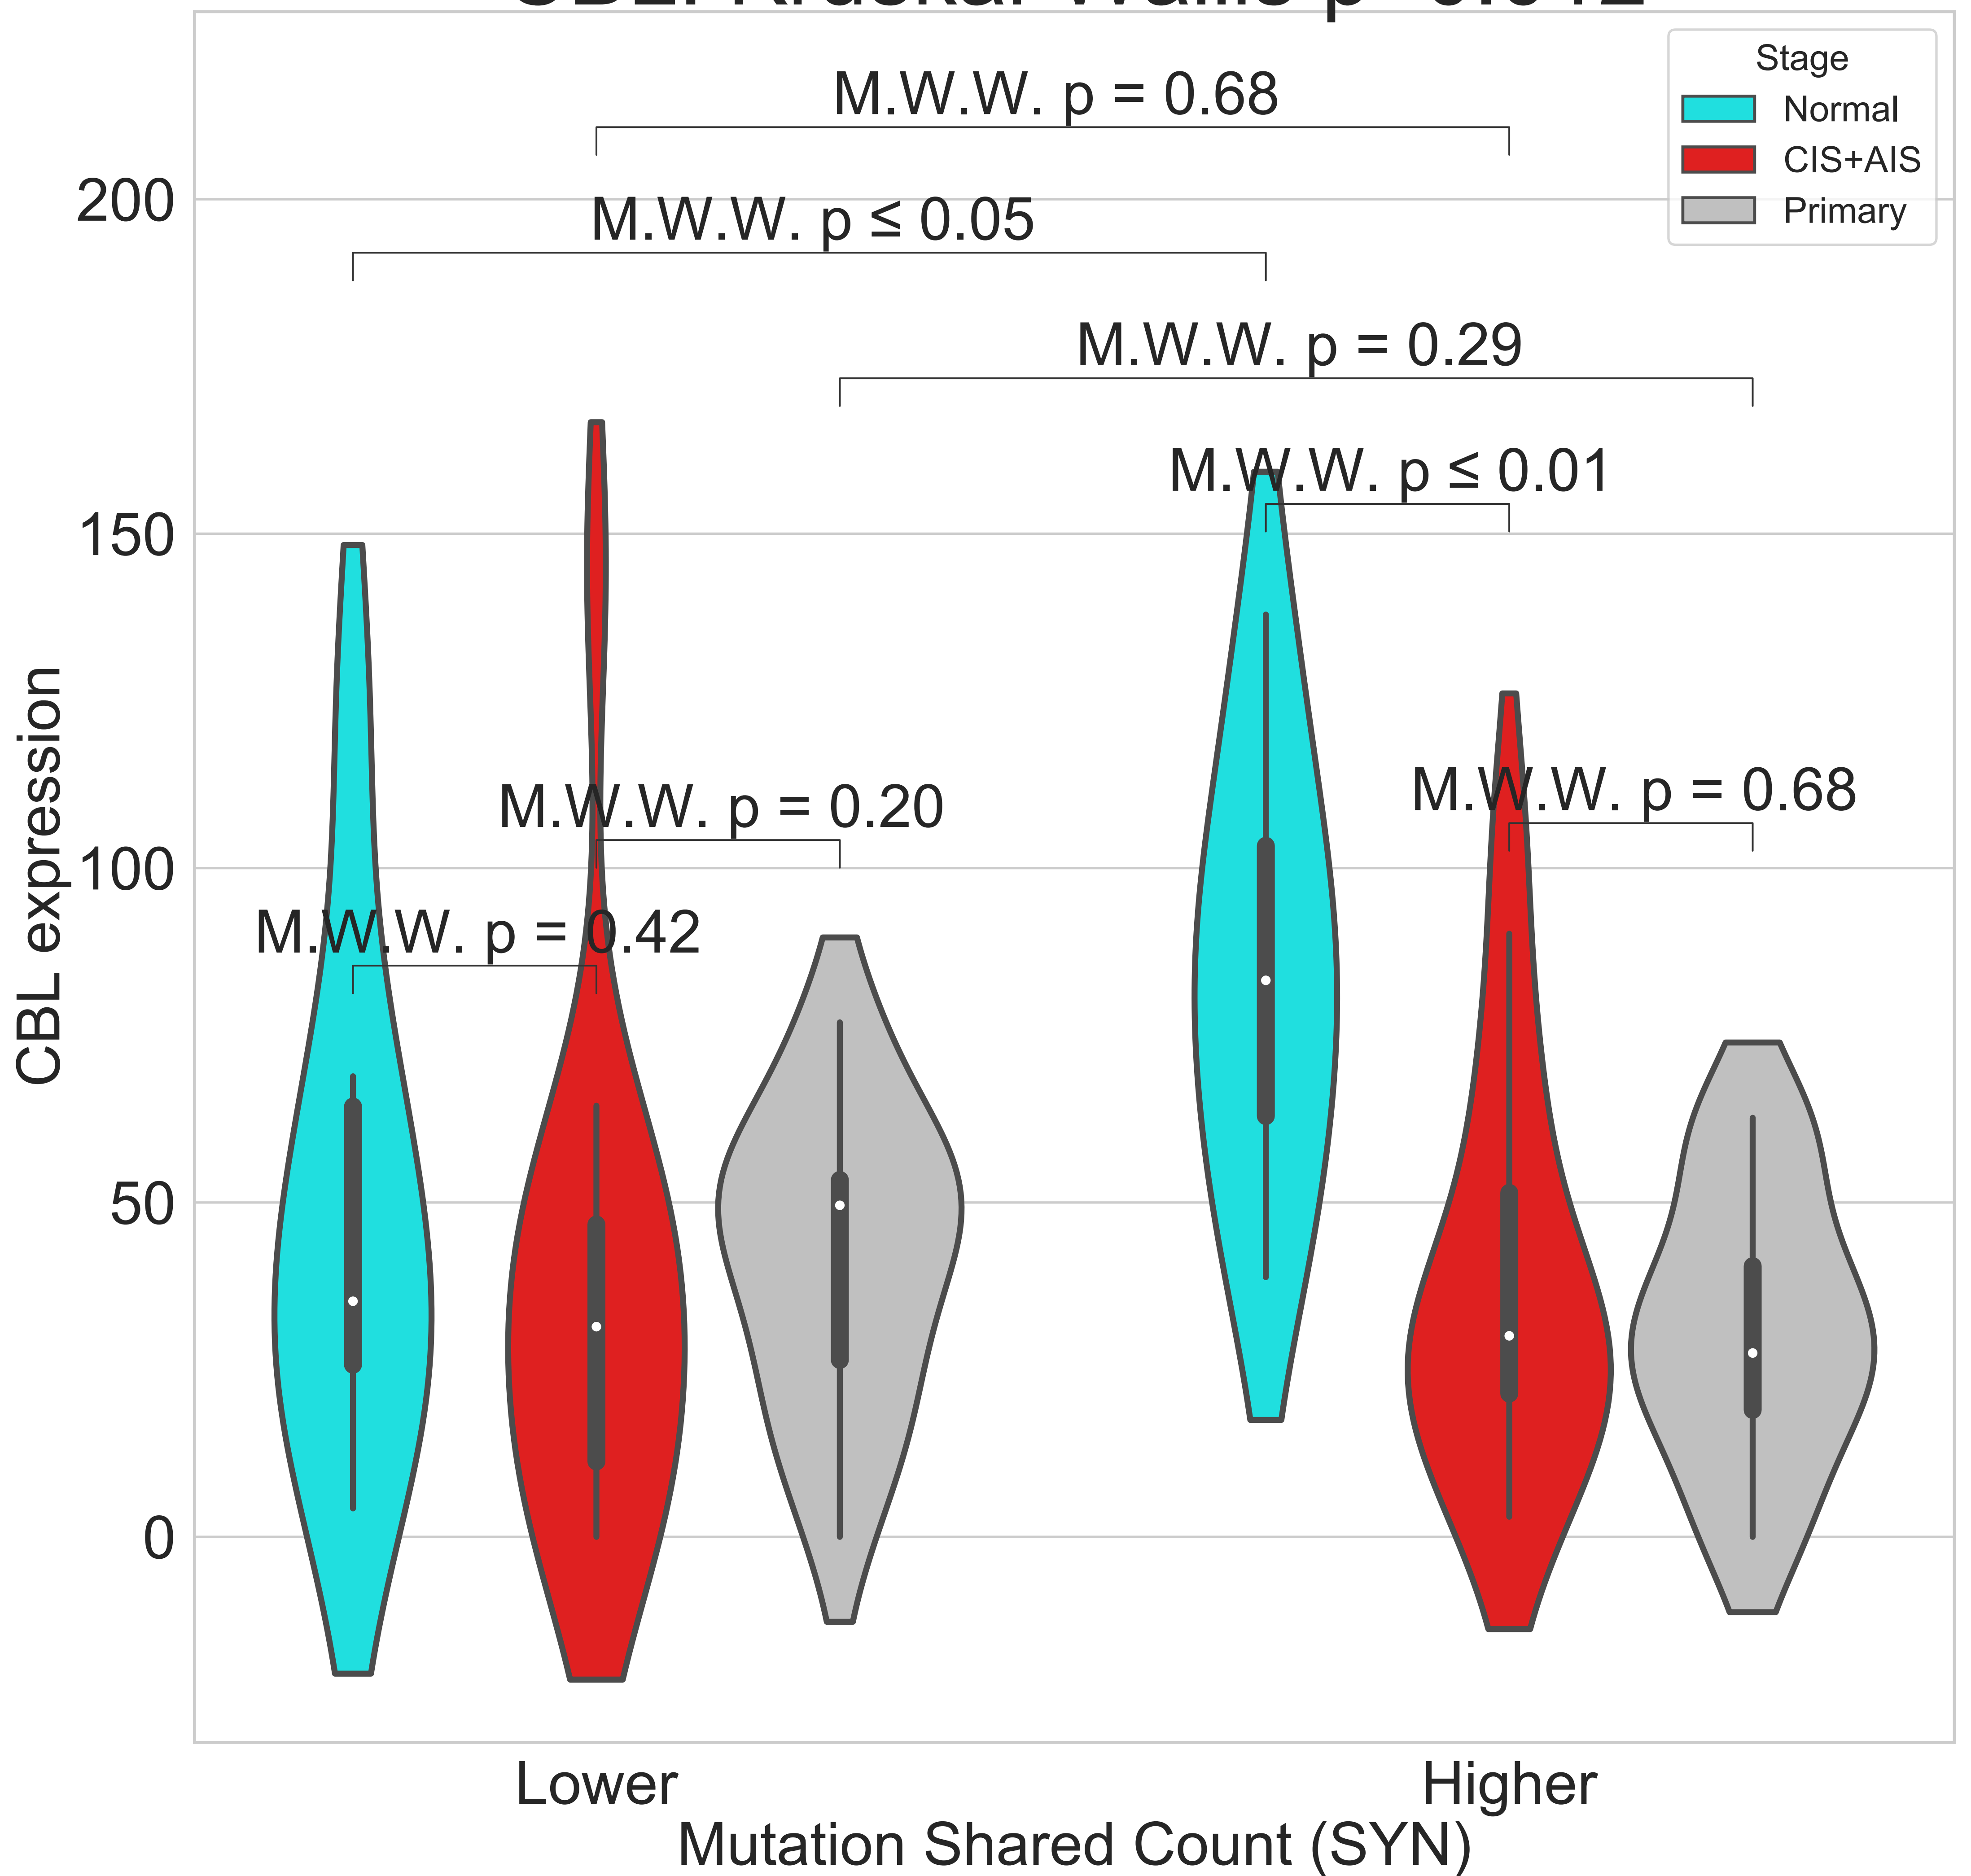 Stage
Normal
CIS+AIS
Primary
M.W.W. p = 0.68
M.W.W. p ≤ 0.05
M.W.W. p = 0.29
M.W.W. p ≤ 0.01
M.W.W. p = 0.68
M.W.W. p = 0.20
M.W.W. p = 0.42
200
150
100
50
0
CBL expression
Lower
Higher
Mutation Shared Count (SYN)